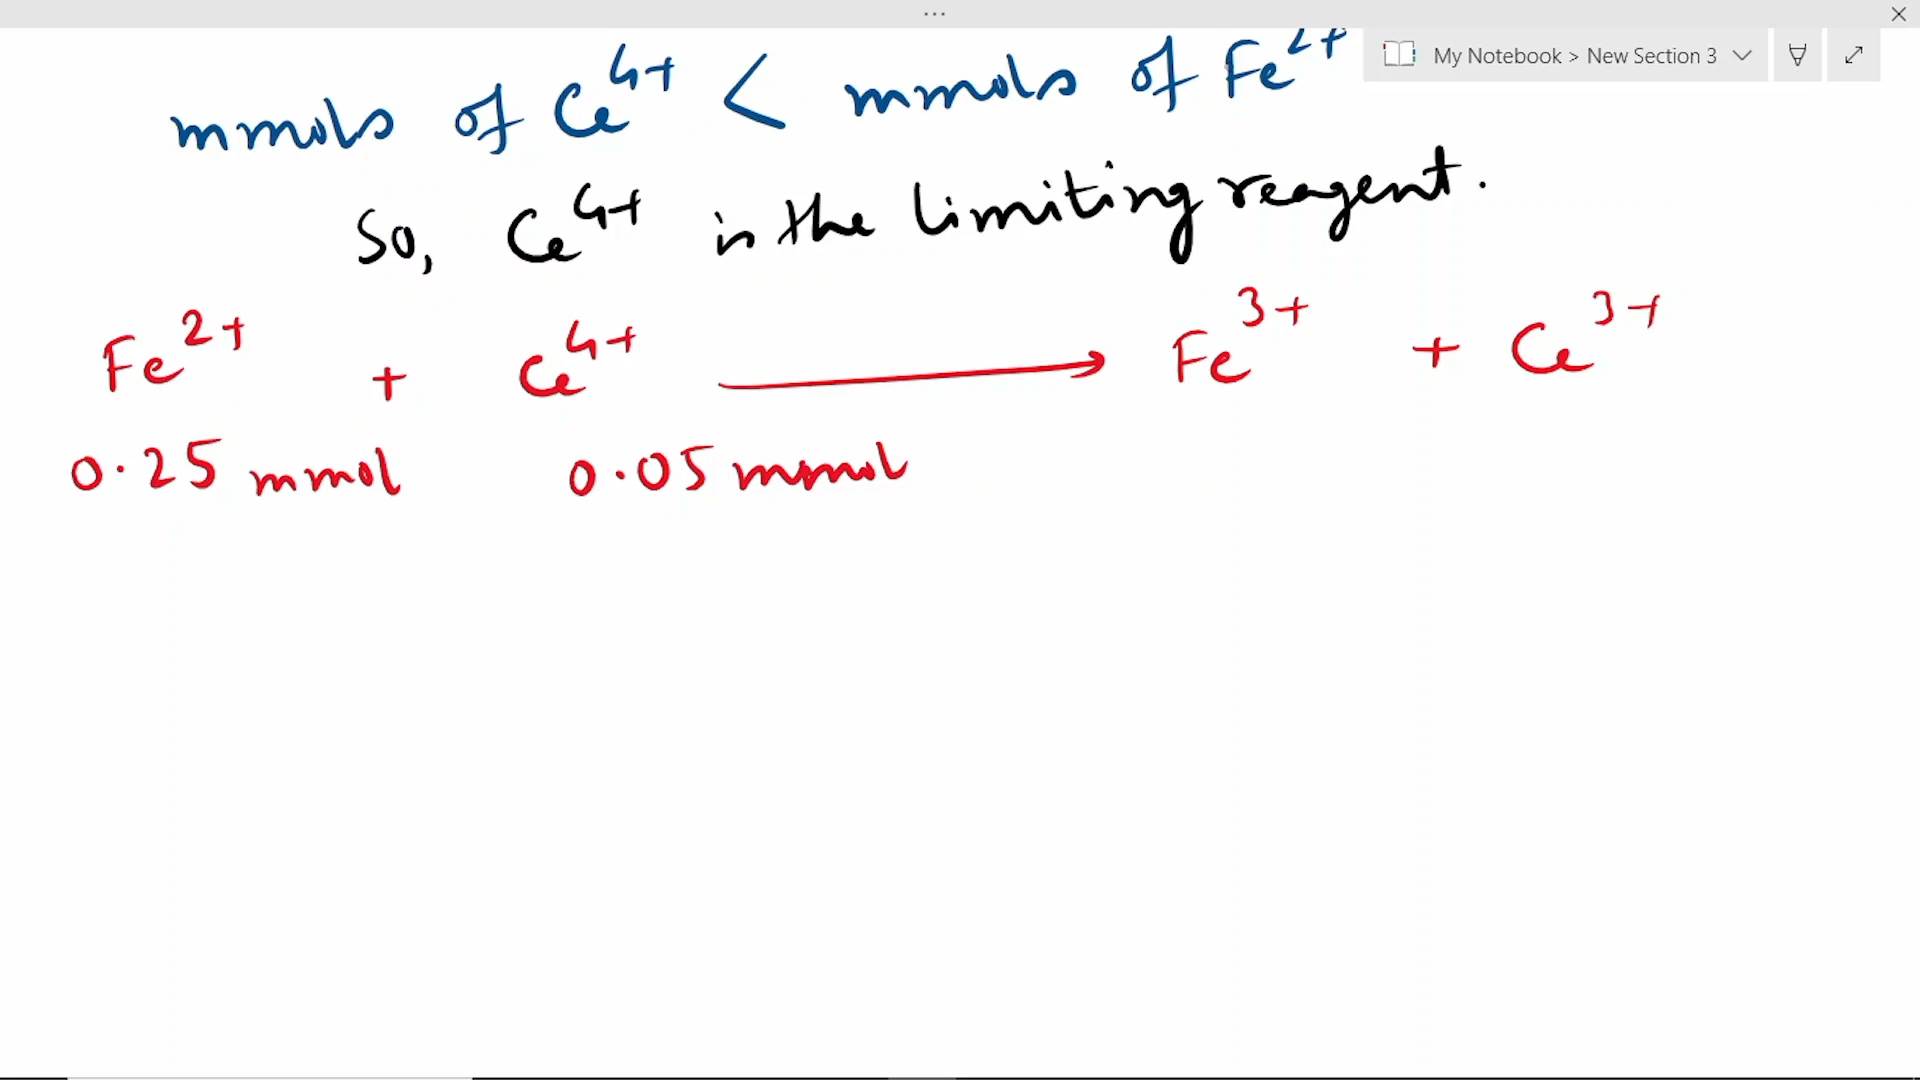 My Notebook > New Section 3
mmols of Ce⁴⁺ < mmols of Fe²⁺
So, Ce⁴⁺ is the limiting reagent.
Fe²⁺ + Ce⁴⁺ → Fe³⁺ + Ce³⁺
0.25 mmol 0.05 mmol